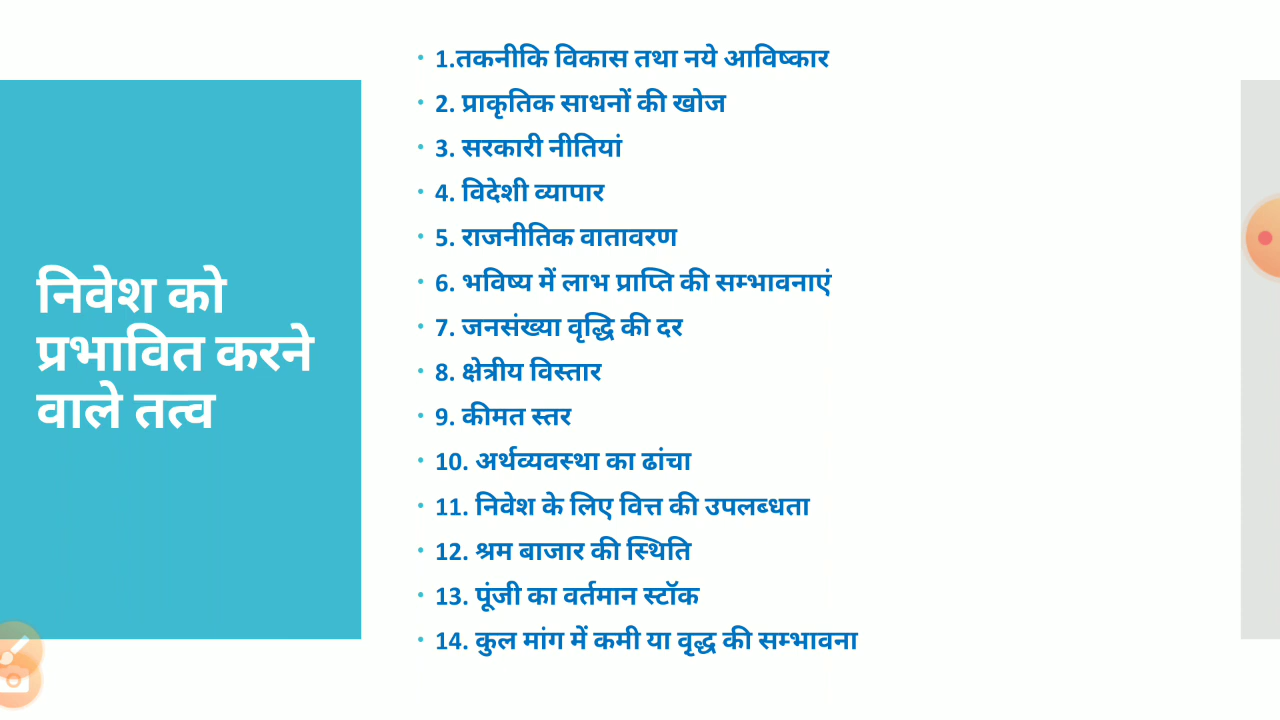 निवेश को
प्रभावित करने
वाले तत्व
1.तकनीकि विकास तथा नये आविष्कार
2. प्राकृतिक साधनों की खोज
3. सरकारी नीतियां
4. विदेशी व्यापार
5. राजनीतिक वातावरण
6. भविष्य में लाभ प्राप्ति की सम्भावनाएं
7. जनसंख्या वृद्धि की दर
8. क्षेत्रीय विस्तार
9. कीमत स्तर
10. अर्थव्यवस्था का ढांचा
11. निवेश के लिए वित्त की उपलब्धता
12. श्रम बाजार की स्थिति
13. पूंजी का वर्तमान स्टॉक
14. कुल मांग में कमी या वृद्ध की सम्भावना